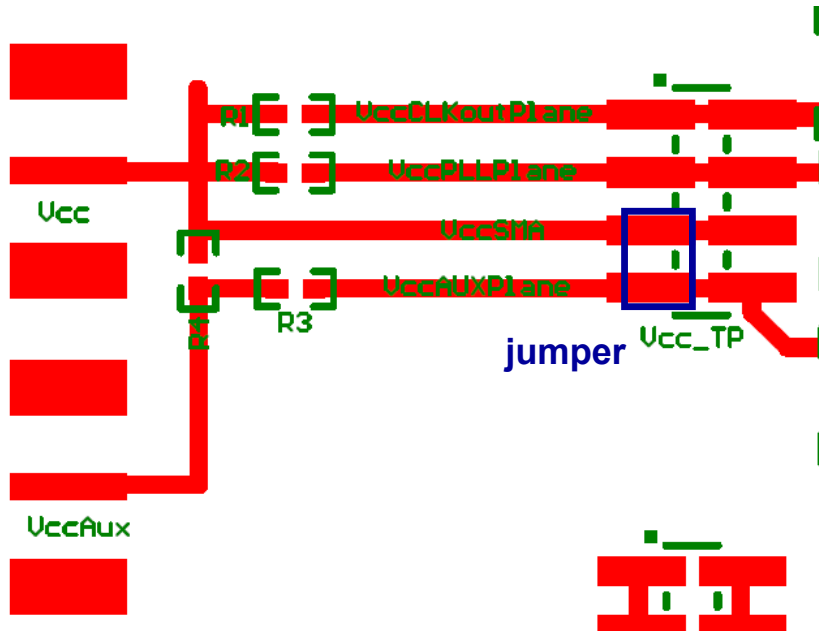 R1
VccCLKoutPlane
R2
VccPLLPlane
Vcc
VccSMA
VccAUXPlane
R4
R3
Vcc_TP
jumper
VccAux